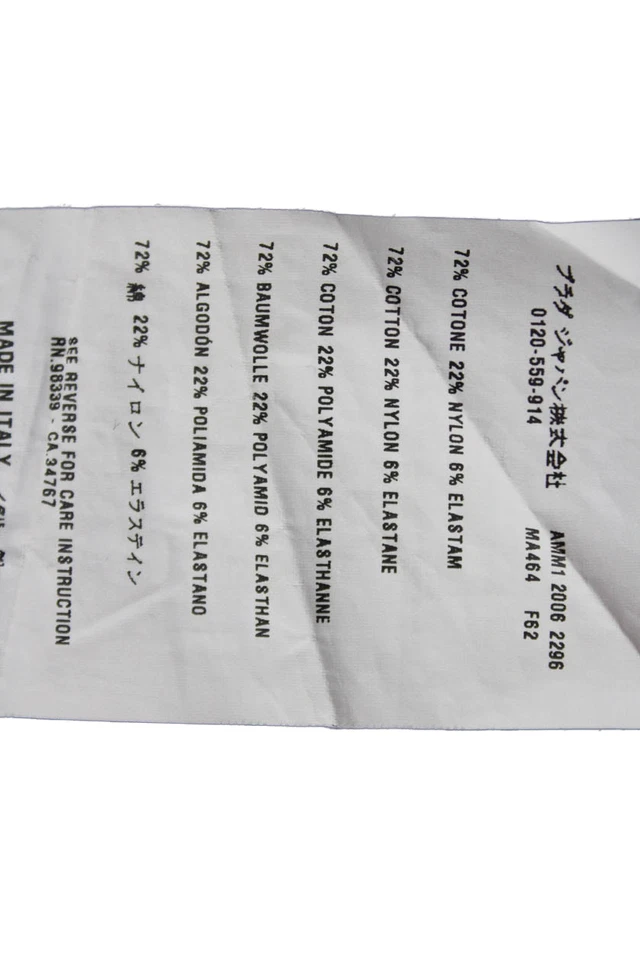 プラダ ジャパン株式会社 AMM1 2006 2296
0120-559-914 MA464 F62
72% COTONE 22% NYLON 6% ELASTAM
72% COTTON 22% NYLON 6% ELASTANE
72% COTON 22% POLYAMIDE 6% ELASTHANNE
72% BAUMWOLLE 22% POLYAMID 6% ELASTHAN
72% ALGODÓN 22% POLIAMIDA 6% ELASTANO
72% 綿 22% ナイロン 6% エラステイン
SEE REVERSE FOR CARE INSTRUCTION
RN.98339 - CA.34767
MADE IN ITALY